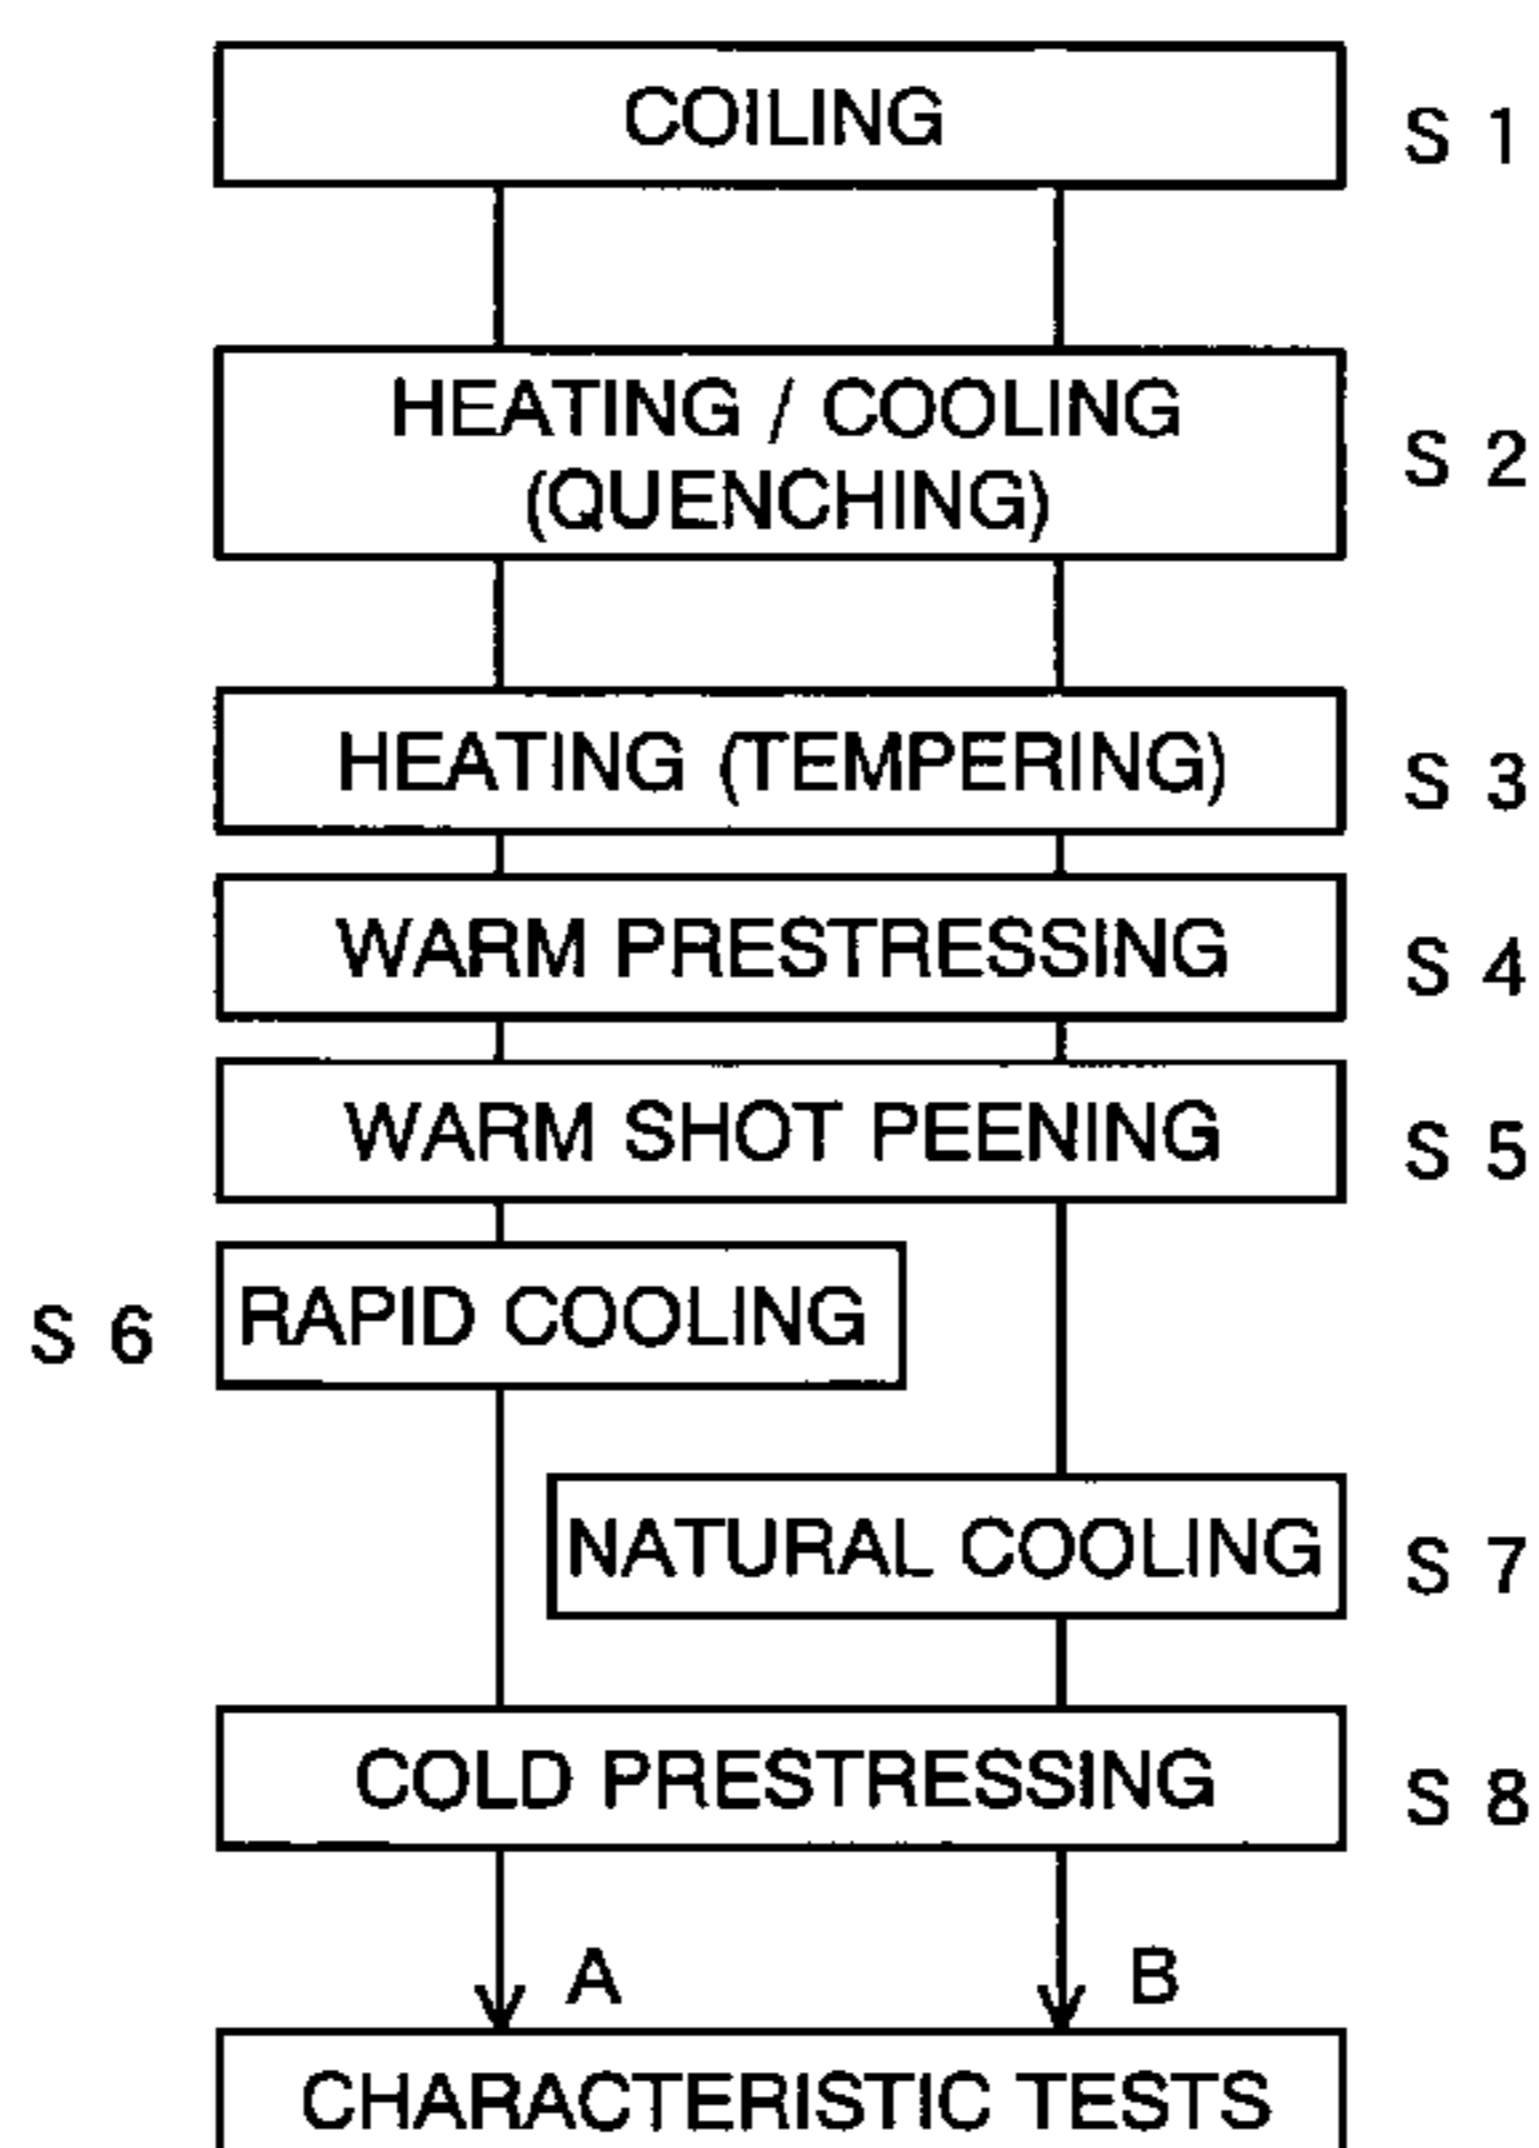 COILING
S 1
HEATING / COOLING
(QUENCHING)
S 2
HEATING (TEMPERING)
S 3
WARM PRESTRESSING
S 4
WARM SHOT PEENING
S 5
S 6
RAPID COOLING
NATURAL COOLING
S 7
COLD PRESTRESSING
S 8
A
B
CHARACTERISTIC TESTS